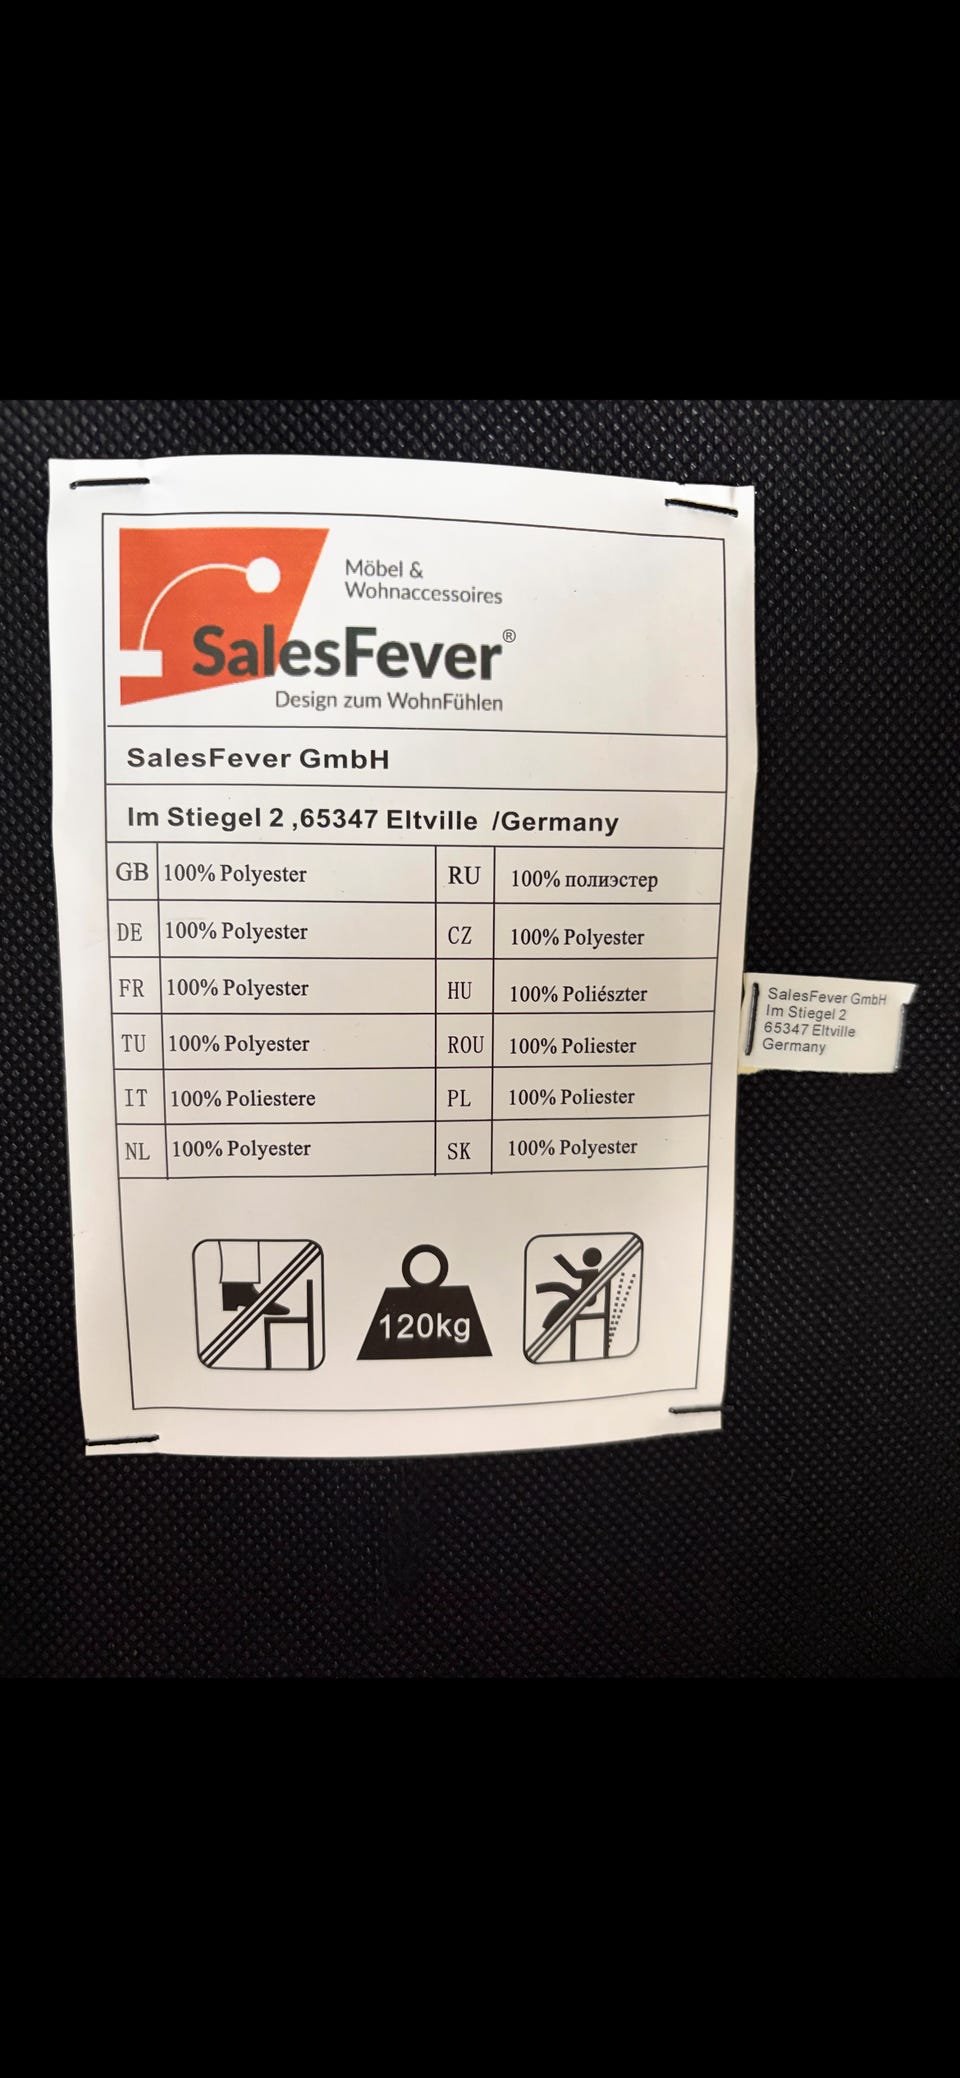 Möbel &
Wohnaccessoires
SalesFever®
Design zum WohnFühlen
SalesFever GmbH
Im Stiegel 2 ,65347 Eltville /Germany
GB 100% Polyester RU 100% полиэстер
DE 100% Polyester CZ 100% Polyester
FR 100% Polyester HU 100% Poliészter
TU 100% Polyester ROU 100% Poliester
IT 100% Poliestere PL 100% Poliester
NL 100% Polyester SK 100% Polyester
120kg
SalesFever GmbH
Im Stiegel 2
65347 Eltville
Germany